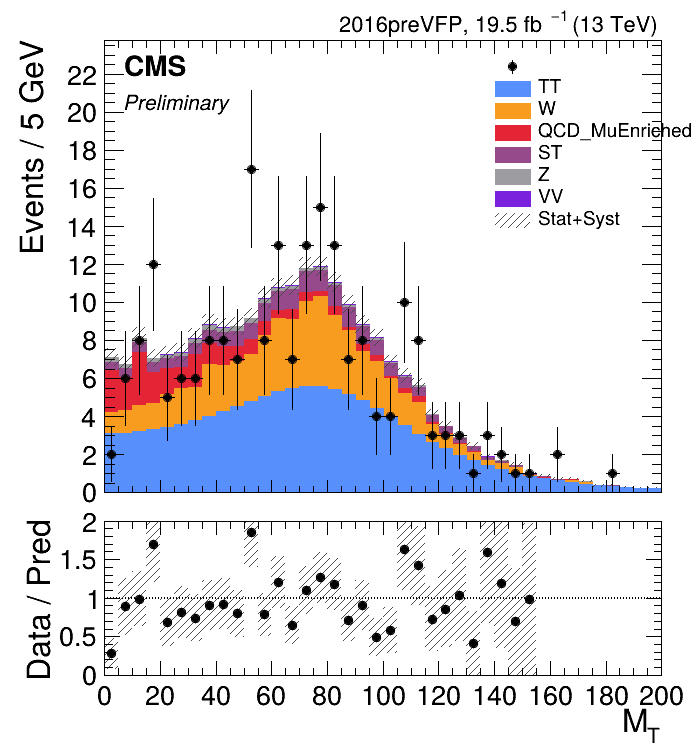 2016preVFP, 19.5 fb⁻¹ (13 TeV)
CMS
Preliminary
TT
W
QCD_MuEnriched
ST
Z
VV
Stat+Syst
Events / 5 GeV
22
20
18
16
14
12
10
8
6
4
2
0
Data / Pred
2
1.5
1
0.5
0
0 20 40 60 80 100 120 140 160 180 200
M_T